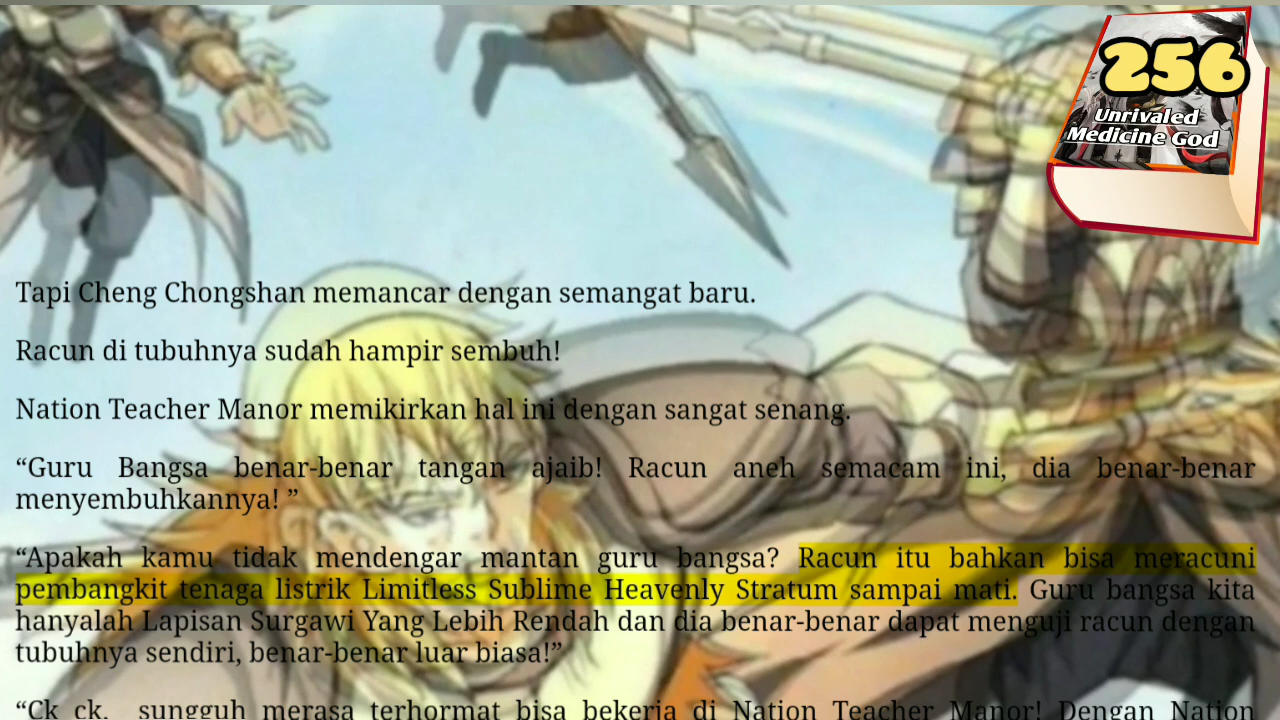 256
Unrivaled
Medicine God
Tapi Cheng Chongshan memancar dengan semangat baru.
Racun di tubuhnya sudah hampir sembuh!
Nation Teacher Manor memikirkan hal ini dengan sangat senang.
“Guru Bangsa benar-benar tangan ajaib! Racun aneh semacam ini, dia benar-benar
menyembuhkannya! ”
“Apakah kamu tidak mendengar mantan guru bangsa? Racun itu bahkan bisa meracuni
pembangkit tenaga listrik Limitless Sublime Heavenly Stratum sampai mati. Guru bangsa kita
hanyalah Lapisan Surgawi Yang Lebih Rendah dan dia benar-benar dapat menguji racun dengan
tubuhnya sendiri, benar-benar luar biasa!”
“Ck ck, sungguh merasa terhormat bisa bekerja di Nation Teacher Manor! Dengan Nation